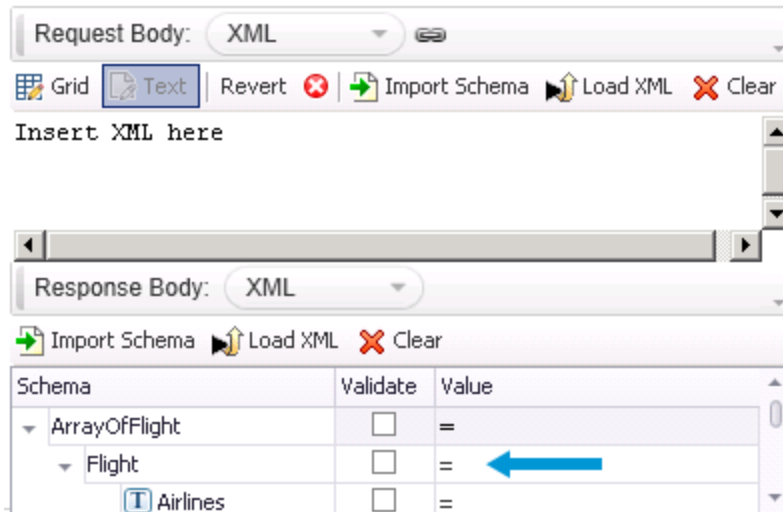 Request Body: XML
Grid Text Revert Import Schema Load XML Clear
Insert XML here
Response Body: XML
Import Schema Load XML Clear
Schema Validate Value
ArrayOfFlight =
Flight =
T Airlines =